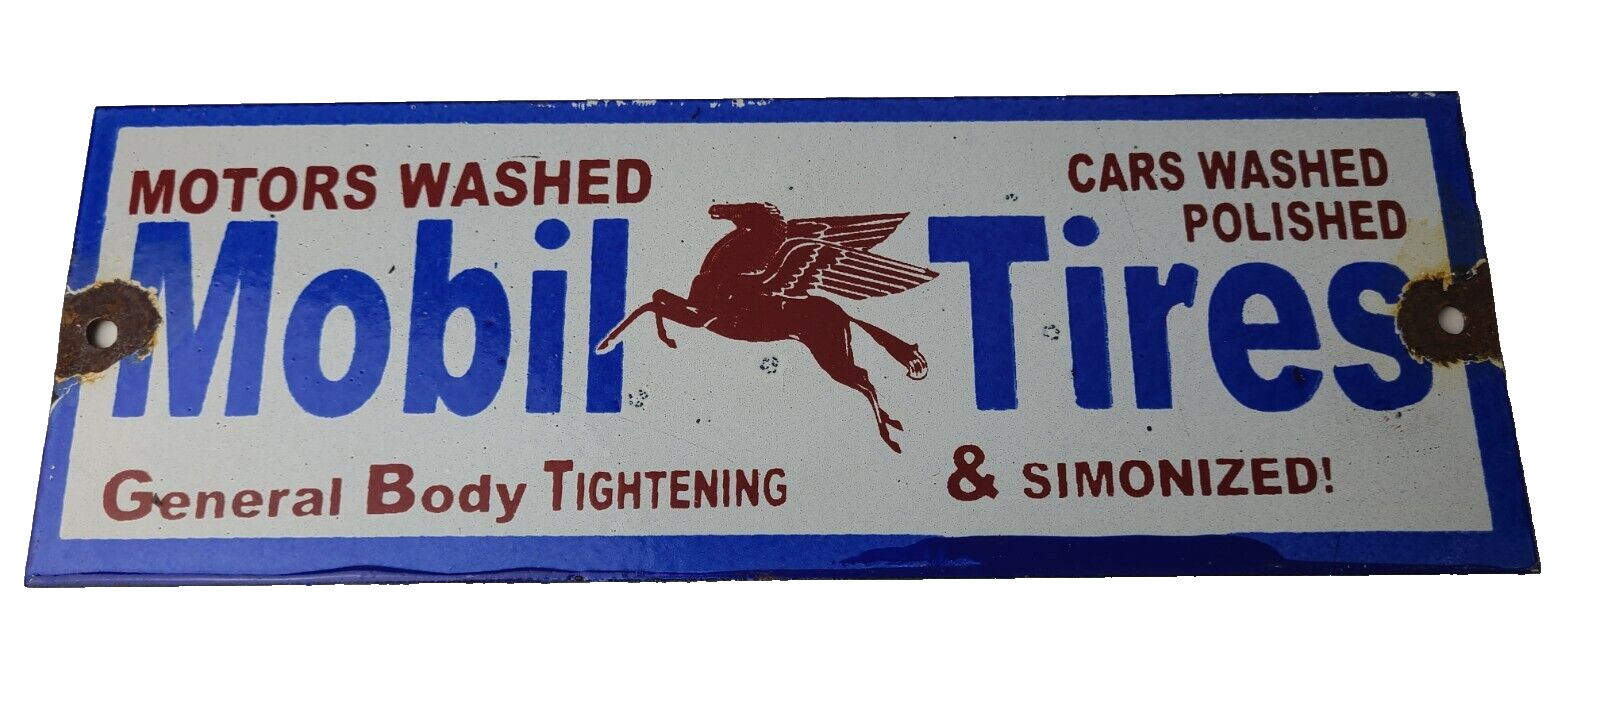 MOTORS WASHED
CARS WASHED
POLISHED
Mobil Tires
General Body TIGHTENING
& SIMONIZED!